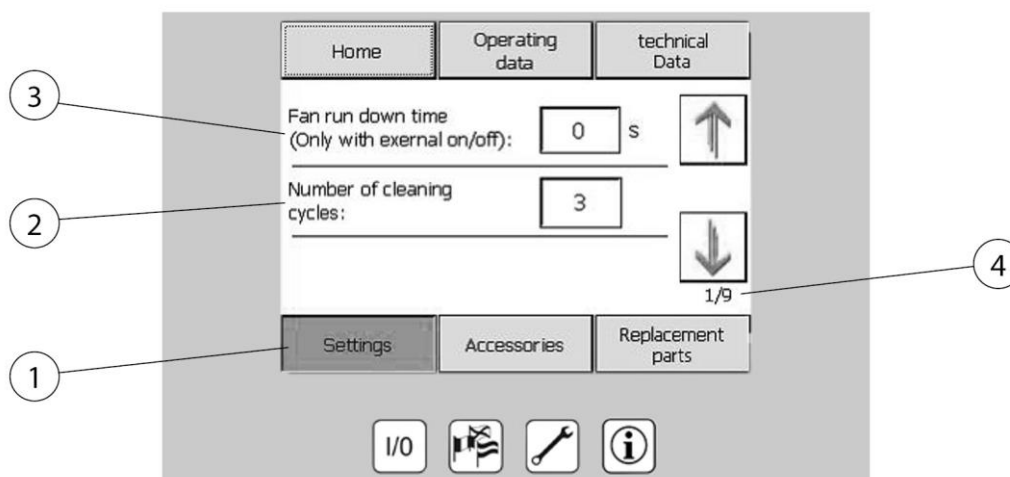 Home
Operating
data
technical
Data
3
Fan run down time
(Only with exernal on/off):
0
s
2
Number of cleaning
cycles:
3
4
1/9
1
Settings
Accessories
Replacement
parts
I/0
i